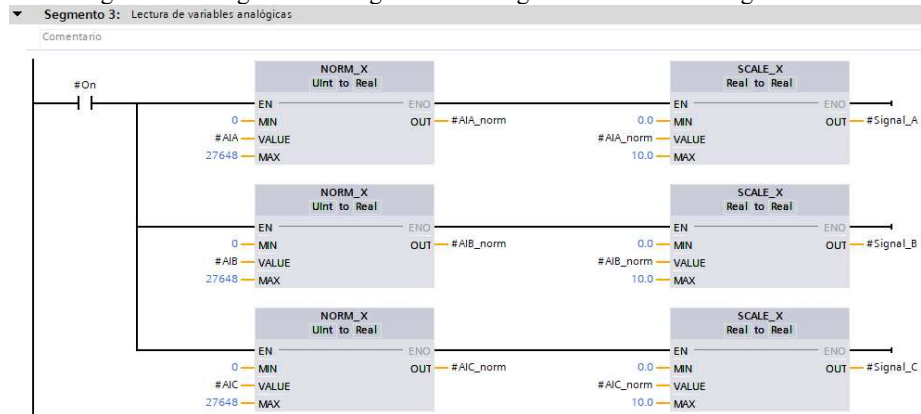 Segmento 3: Lectura de variables analógicas
Comentario
#On
NORM_X
UInt to Real
EN
ENO
0
MIN
OUT
#AIA_norm
#AIA
VALUE
27648
MAX
SCALE_X
Real to Real
EN
ENO
0.0
MIN
OUT
#Signal_A
#AIA_norm
VALUE
10.0
MAX
NORM_X
UInt to Real
EN
ENO
0
MIN
OUT
#AIB_norm
#AIB
VALUE
27648
MAX
SCALE_X
Real to Real
EN
ENO
0.0
MIN
OUT
#Signal_B
#AIB_norm
VALUE
10.0
MAX
NORM_X
UInt to Real
EN
ENO
0
MIN
OUT
#AIC_norm
#AIC
VALUE
27648
MAX
SCALE_X
Real to Real
EN
ENO
0.0
MIN
OUT
#Signal_C
#AIC_norm
VALUE
10.0
MAX